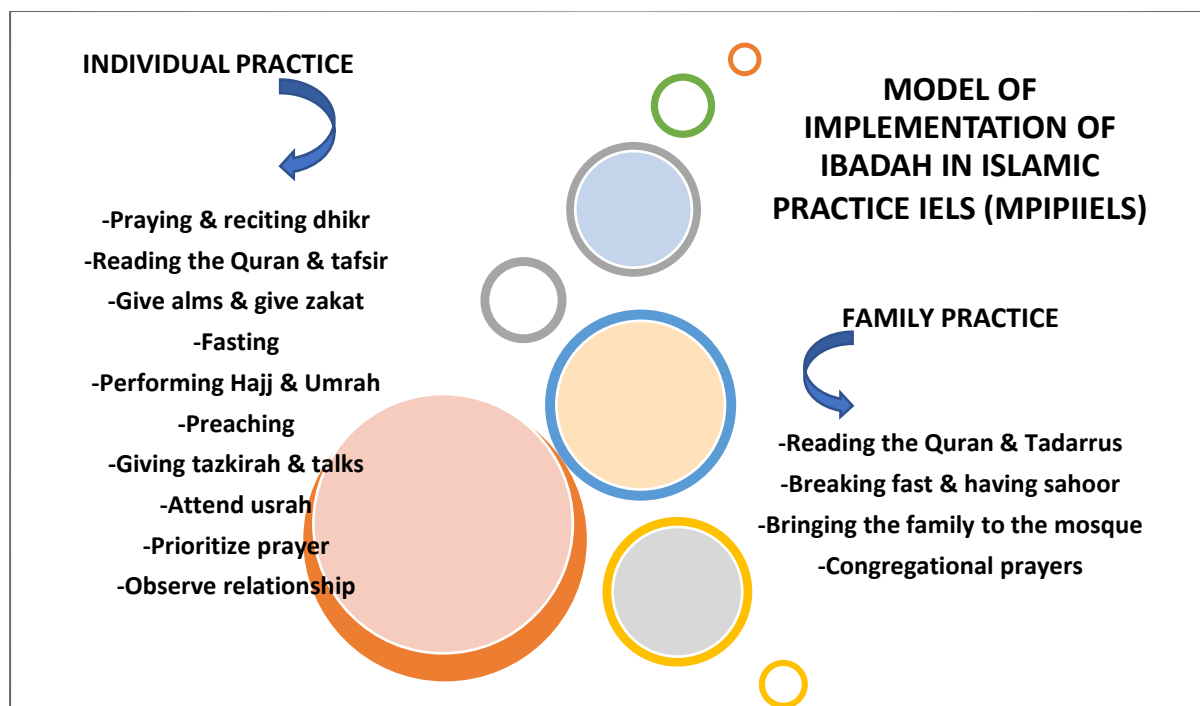 INDIVIDUAL PRACTICE
-Praying & reciting dhikr
-Reading the Quran & tafsir
-Give alms & give zakat
-Fasting
-Performing Hajj & Umrah
-Preaching
-Giving tazkirah & talks
-Attend usrah
-Prioritize prayer
-Observe relationship
MODEL OF
IMPLEMENTATION OF
IBADAH IN ISLAMIC
PRACTICE IELS (MPIPIIELS)
FAMILY PRACTICE
-Reading the Quran & Tadarrus
-Breaking fast & having sahoor
-Bringing the family to the mosque
-Congregational prayers